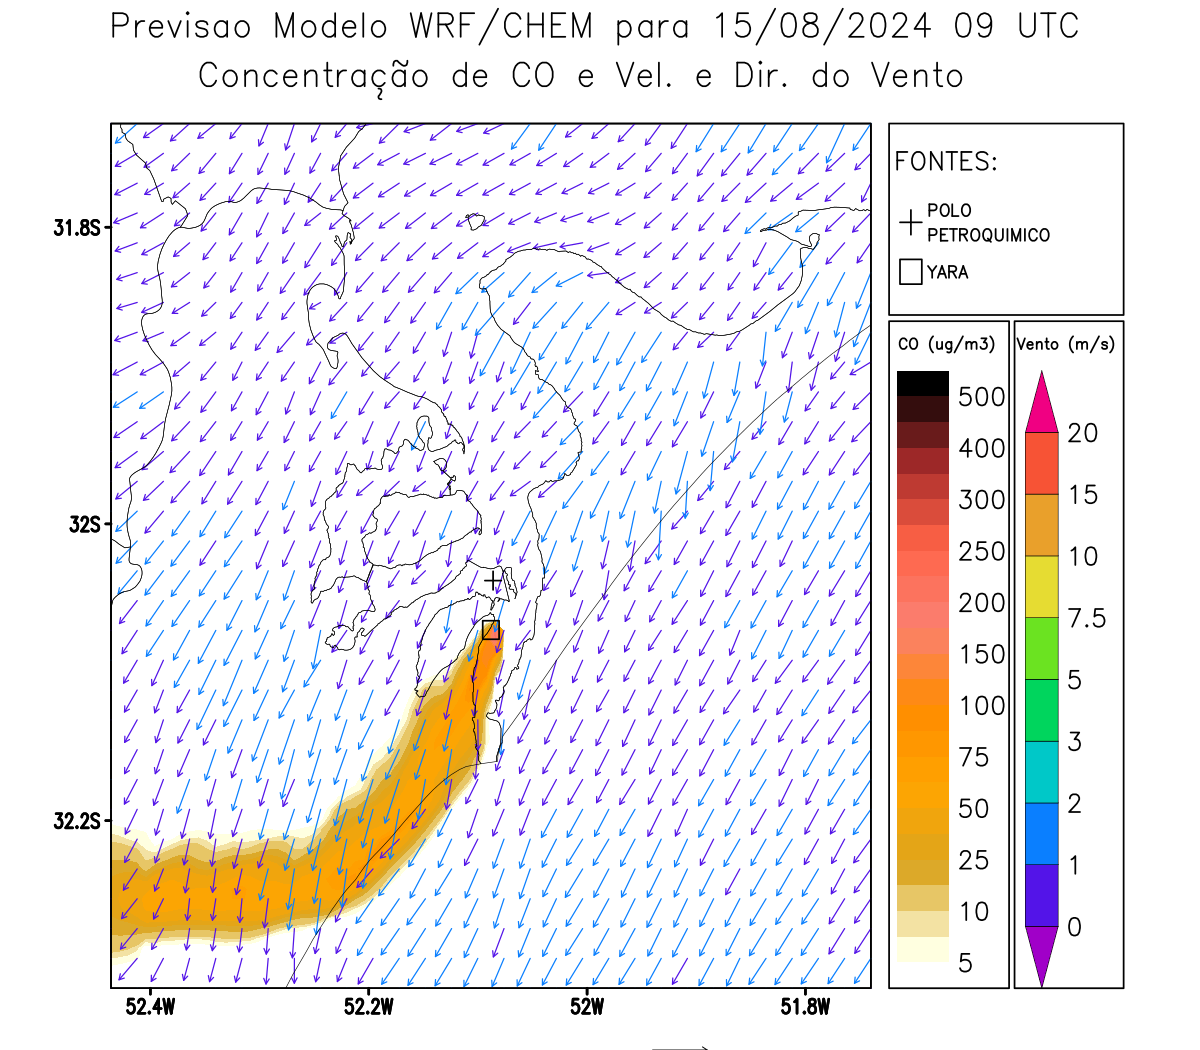 Previsao Modelo WRF/CHEM para 15/08/2024 09 UTC
Concentração de CO e Vel. e Dir. do Vento
FONTES:
POLO
PETROQUIMICO
YARA
CO (ug/m3)
500
400
300
250
200
150
100
75
50
25
10
5
Vento (m/s)
20
15
10
7.5
5
3
2
1
0
31.8S
32S
32.2S
52.4W
52.2W
52W
51.8W